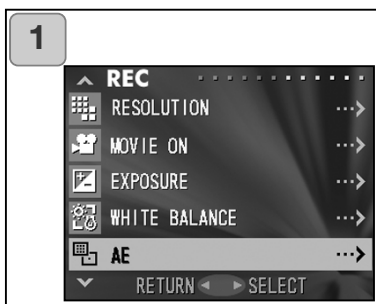 1
REC
RESOLUTION
MOVIE ON
EXPOSURE
WHITE BALANCE
AE
RETURN SELECT